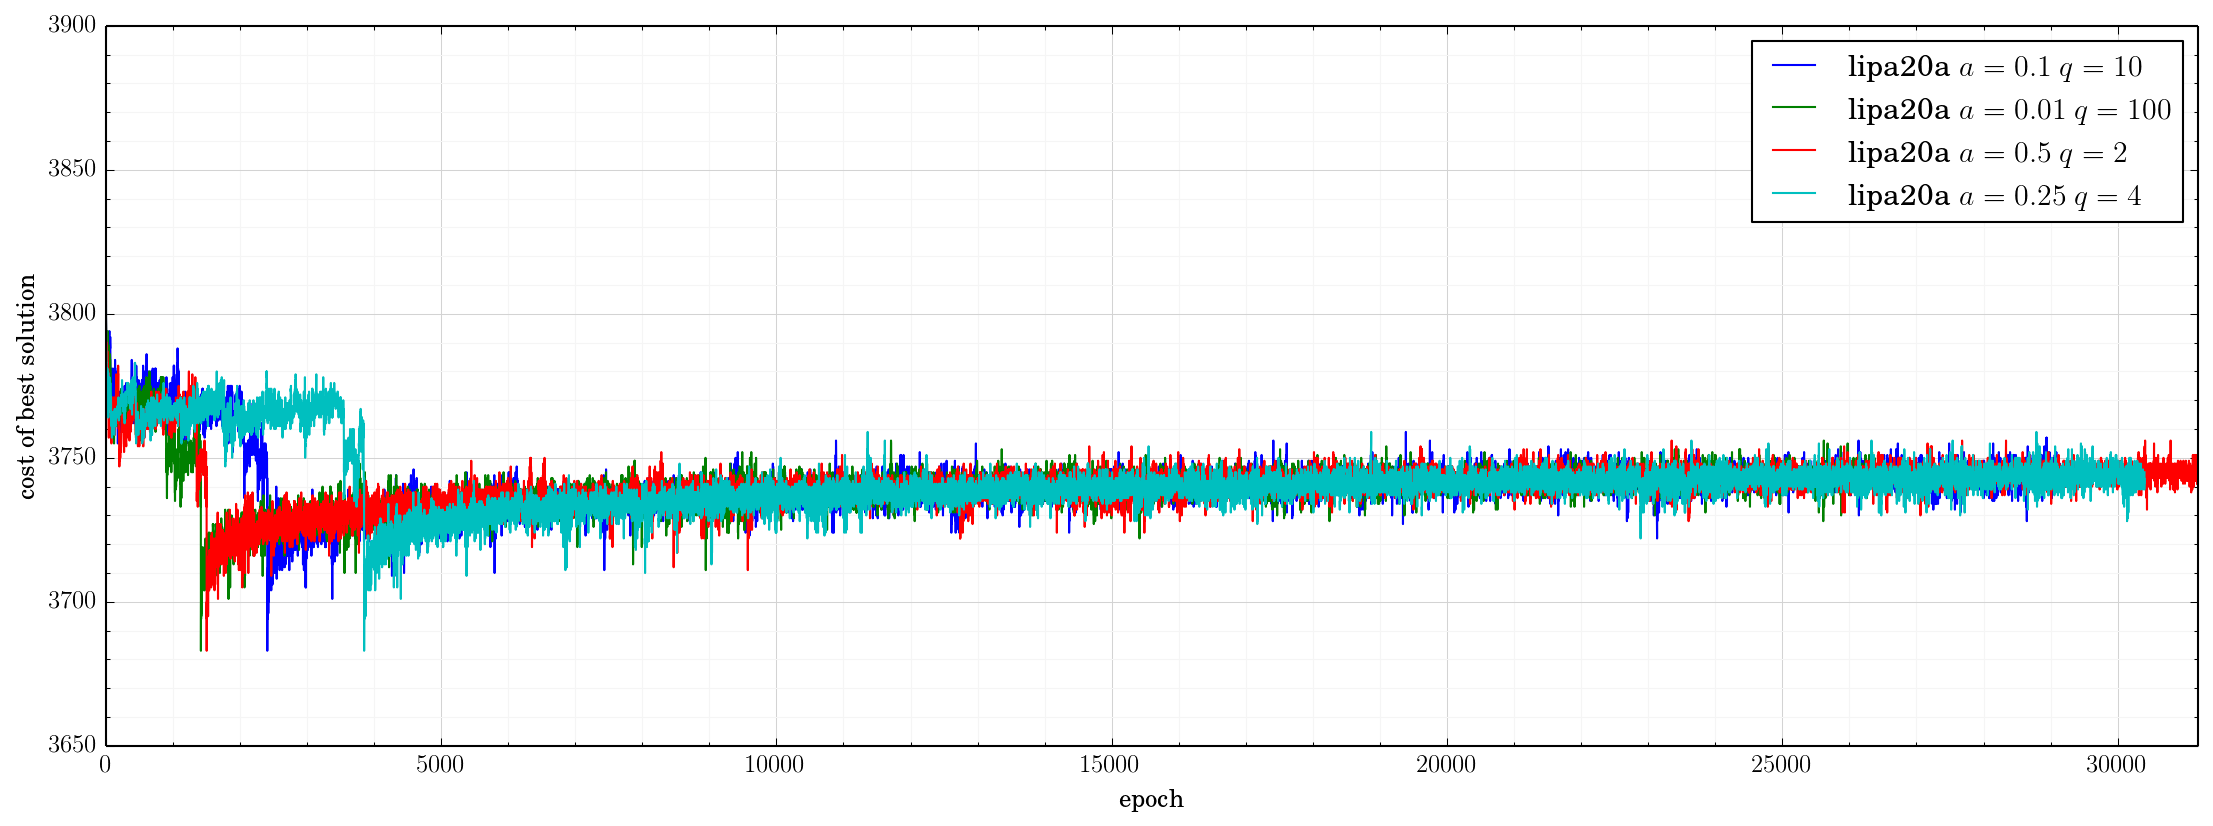 3900
3850
3800
3750
3700
3650
cost of best solution
lipa20a a = 0.1 q = 10
lipa20a a = 0.01 q = 100
lipa20a a = 0.5 q = 2
lipa20a a = 0.25 q = 4
0 5000 10000 15000 20000 25000 30000
epoch